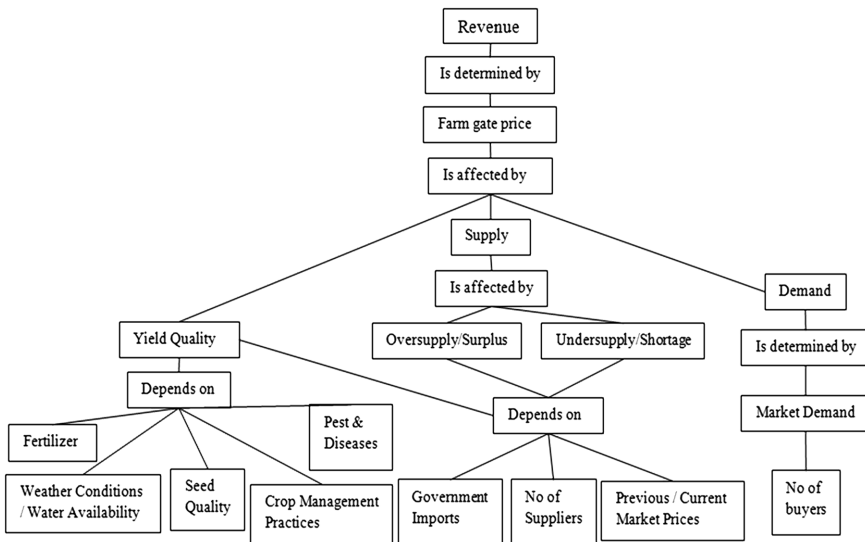 Revenue
Is determined by
Farm gate price
Is affected by
Supply
Is affected by
Demand
Yield Quality
Oversupply/Surplus
Undersupply/Shortage
Is determined by
Depends on
Depends on
Market Demand
Fertilizer
Pest &
Diseases
Weather Conditions
/ Water Availability
Seed
Quality
Crop Management
Practices
Government
Imports
No of
Suppliers
Previous / Current
Market Prices
No of
buyers